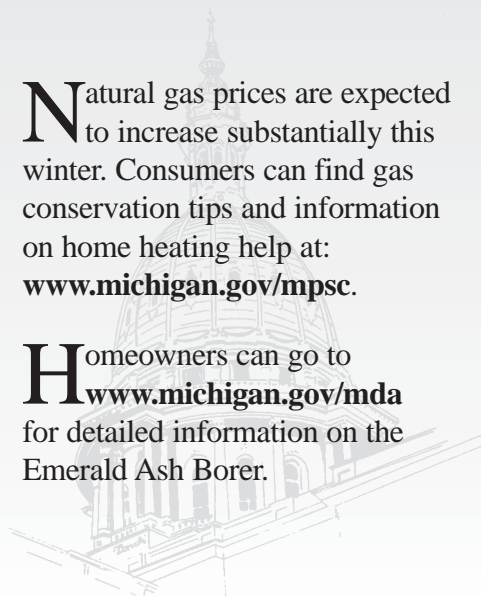 Natural gas prices are expected
to increase substantially this
winter. Consumers can find gas
conservation tips and information
on home heating help at:
www.michigan.gov/mpsc.
Homeowners can go to
www.michigan.gov/mda
for detailed information on the
Emerald Ash Borer.